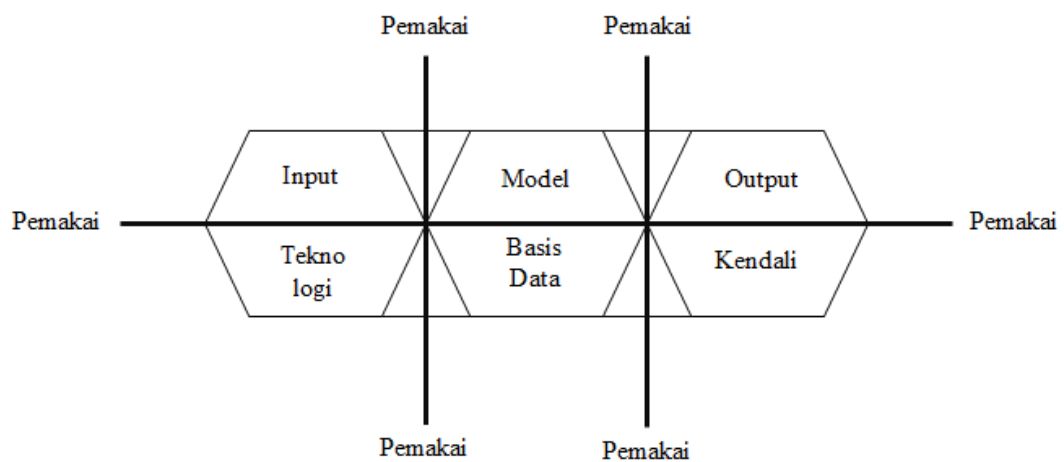 Pemakai
Pemakai
Input
Model
Output
Pemakai
Pemakai
Tekno
logi
Basis
Data
Kendali
Pemakai
Pemakai